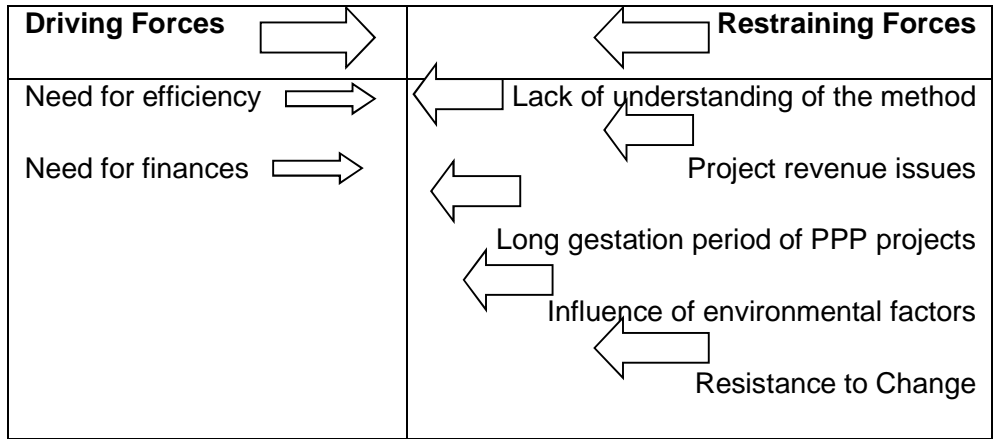 Driving Forces
Restraining Forces
Need for efficiency
Lack of understanding of the method
Need for finances
Project revenue issues
Long gestation period of PPP projects
Influence of environmental factors
Resistance to Change